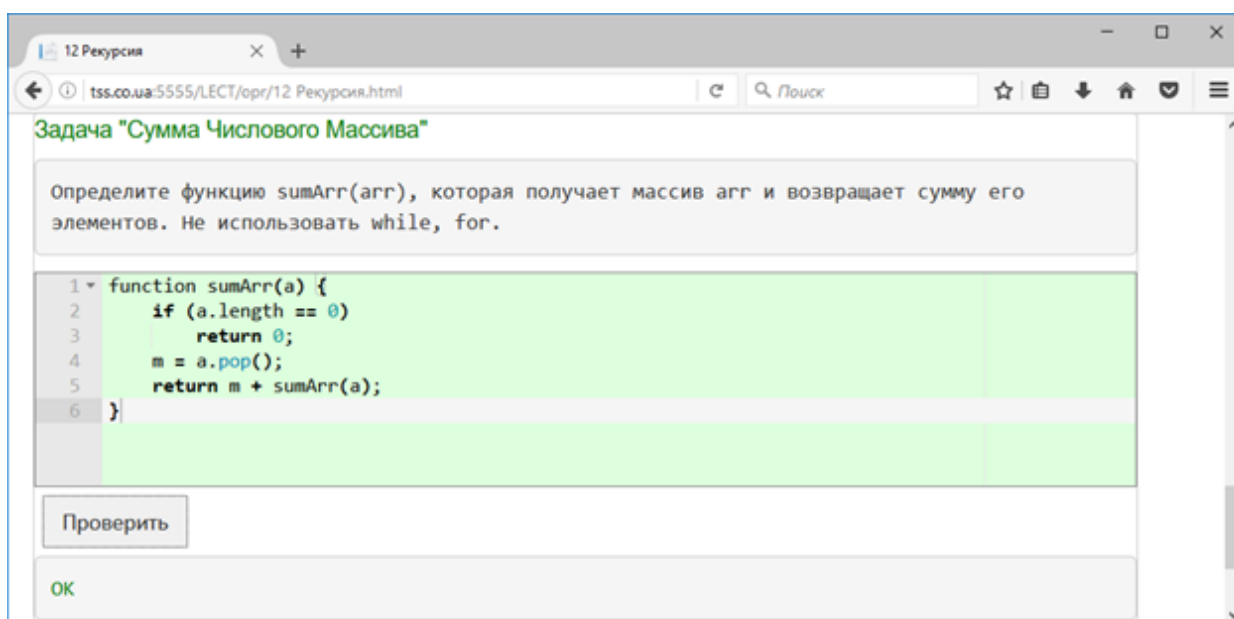 12 Рекурсия
tss.co.ua:5555/LECT/opr/12 Рекурсия.html
Поиск
Задача "Сумма Числового Массива"
Определите функцию sumArr(arr), которая получает массив arr и возвращает сумму его
элементов. Не использовать while, for.
1 function sumArr(a) {
2 if (a.length == 0)
3 return 0;
4 m = a.pop();
5 return m + sumArr(a);
6 }
Проверить
OK